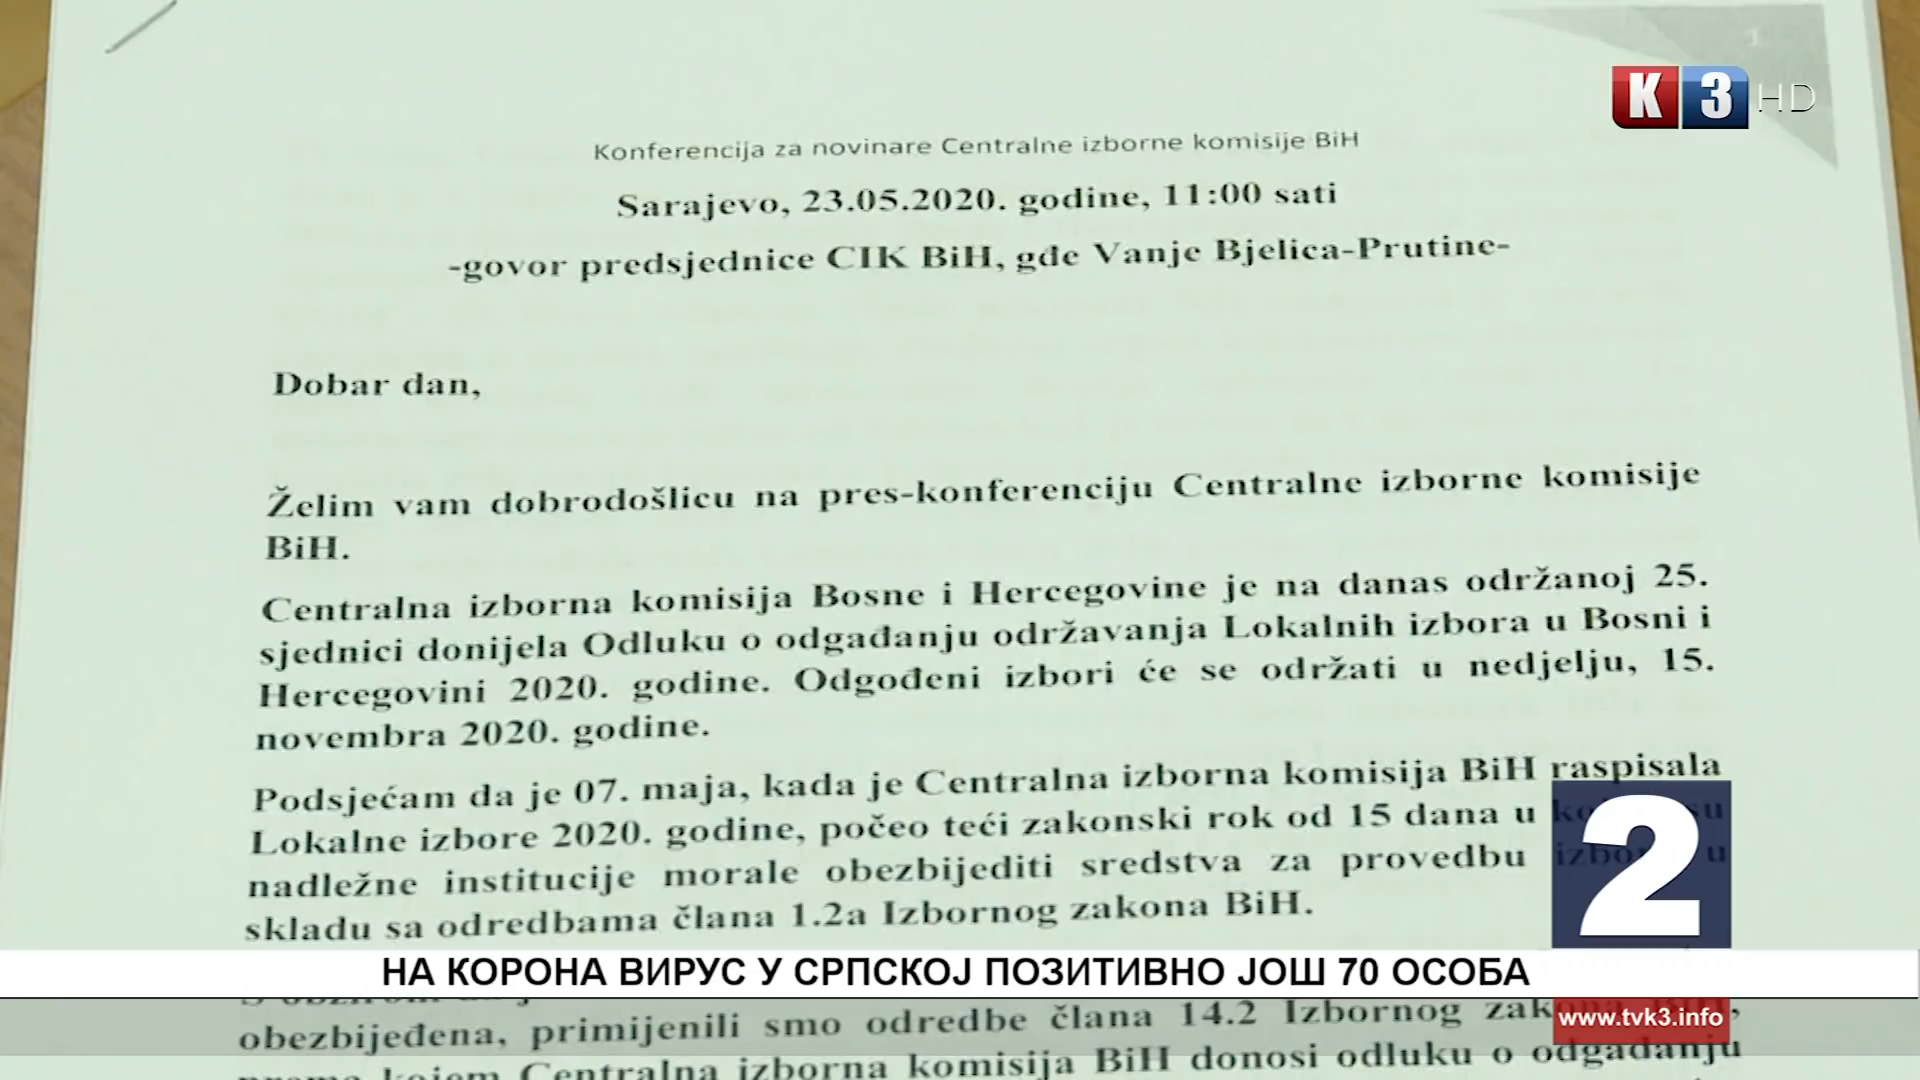 1
K3 HD
Konferencija za novinare Centralne izborne komisije BiH
Sarajevo, 23.05.2020. godine, 11:00 sati
-govor predsjednice CIK BiH, gđe Vanje Bjelica-Prutine-
Dobar dan,
Želim vam dobrodošlicu na pres-konferenciju Centralne izborne komisije
BiH.
Centralna izborna komisija Bosne i Hercegovine je na danas održanoj 25.
sjednici donijela Odluku o odgađanju održavanja Lokalnih izbora u Bosni i
Hercegovini 2020. godine. Odgođeni izbori će se održati u nedjelju, 15.
novembra 2020. godine.
Podsjećam da je 07. maja, kada je Centralna izborna komisija BiH raspisala
Lokalne izbore 2020. godine, počeo teći zakonski rok od 15 dana u
nadležne institucije morale obezbijediti sredstva za provedbu izbora u
skladu sa odredbama člana 1.2a Izbornog zakona BiH.
2
НА КОРОНА ВИРУС У СРПСКОЈ ПОЗИТИВНО ЈОШ 70 ОСОБА
obezbijeđena, primijenili smo odredbe člana 14.2 Izbornog zakona BiH,
www.tvk3.info
kojem Centralna izborna komisija BiH donosi odluku o odgađanju